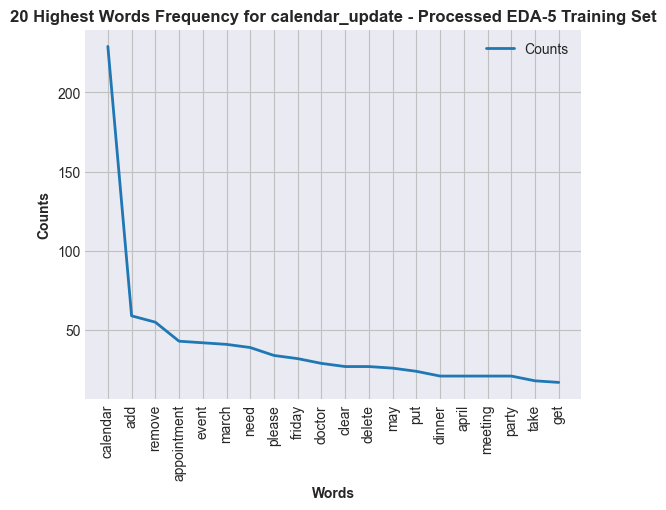 20 Highest Words Frequency for calendar_update - Processed EDA-5 Training Set
Counts
200
150
100
50
Counts
calendar
add
remove
appointment
event
march
need
please
friday
doctor
clear
delete
may
put
dinner
april
meeting
party
take
get
Words